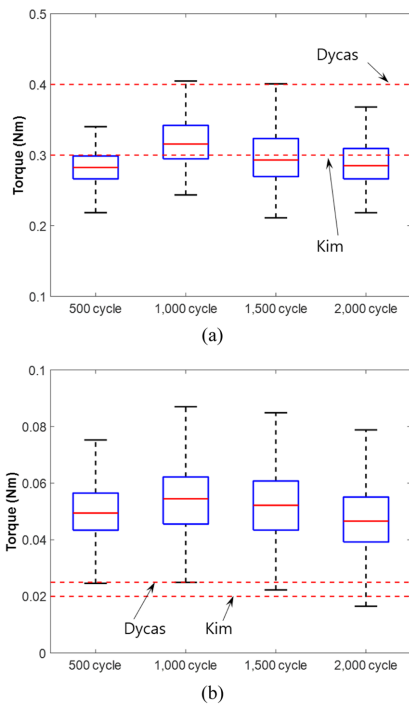 0.5
Dycas
0.4
0.3
0.2
Kim
0.1
Torque (Nm)
500 cycle 1,000 cycle 1,500 cycle 2,000 cycle
(a)
0.1
0.08
0.06
0.04
0.02
Dycas Kim
0
Torque (Nm)
500 cycle 1,000 cycle 1,500 cycle 2,000 cycle
(b)